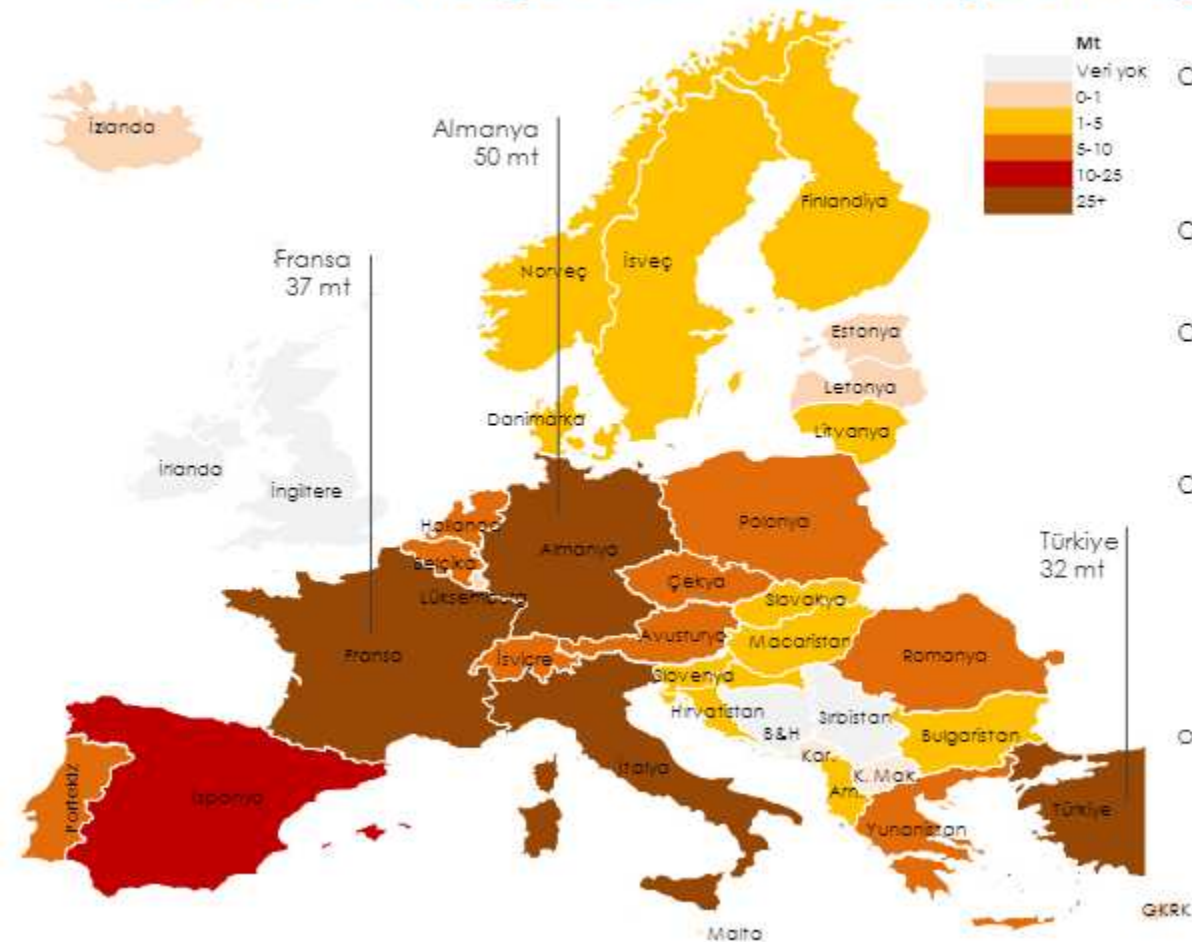 Mt
Veri yok
0-1
1-5
5-10
10-25
25+
İzlanda
Almanya
50 mt
Finlandiya
Fransa
37 mt
Norveç
İsveç
Estonya
Letonya
Danimarka
Litvanya
İrlanda
İngiltere
Hollanda
Polonya
Türkiye
32 mt
Almanya
Belçika
Çekya
Lüksemburg
Slovakya
Avusturya
Macaristan
Fransa
İsviçre
Romanya
Slovenya
Hırvatistan
Sırbistan
B&H
Bulgaristan
Kar.
İtalya
K. Mak.
Arn.
Portekiz
İspanya
Türkiye
Yunanistan
GKRK
Malta